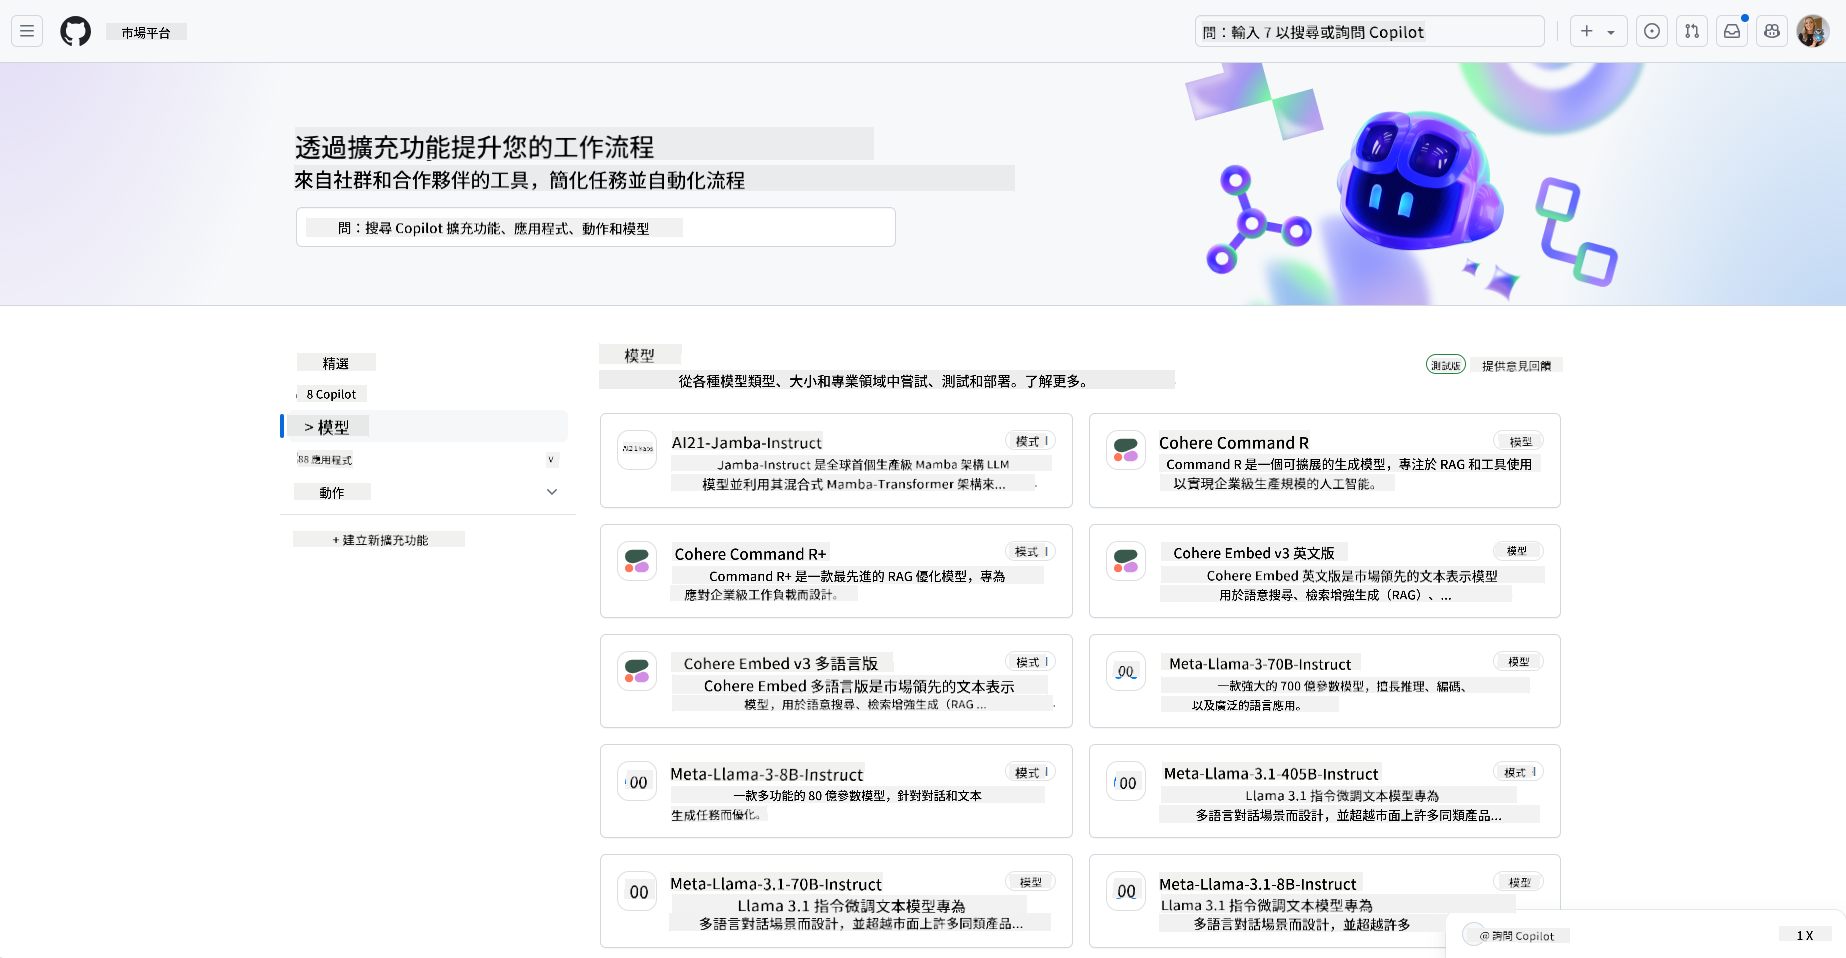 市場平台
問：輸入 7 以搜尋或詢問 Copilot
透過擴充功能提升您的工作流程
來自社群和合作夥伴的工具，簡化任務並自動化流程
問：搜尋 Copilot 擴充功能、應用程式、動作和模型
精選
8 Copilot
> 模型
88 應用程式
v
動作
+ 建立新擴充功能
模型
從各種模型類型、大小和專業領域中嘗試、測試和部署。了解更多。
測試版
提供意見回饋
AI21-Jamba-Instruct
模式
Jamba-Instruct 是全球首個生產級 Mamba 架構 LLM
模型並利用其混合式 Mamba-Transformer 架構來...
Cohere Command R
模型
Command R 是一個可擴展的生成模型，專注於 RAG 和工具使用
以實現企業級生產規模的人工智能。
Cohere Command R+
模式
Command R+ 是一款最先進的 RAG 優化模型，專為
應對企業級工作負載而設計。
Cohere Embed v3 英文版
模型
Cohere Embed 英文版是市場領先的文本表示模型
用於語意搜尋、檢索增強生成（RAG）、...
Cohere Embed v3 多語言版
模式
Cohere Embed 多語言版是市場領先的文本表示
模型，用於語意搜尋、檢索增強生成（RAG ...
Meta-Llama-3-70B-Instruct
模型
一款強大的 700 億參數模型，擅長推理、編碼、
以及廣泛的語言應用。
Meta-Llama-3-8B-Instruct
模式
一款多功能的 80 億參數模型，針對對話和文本
生成任務而優化。
Meta-Llama-3.1-405B-Instruct
模式
Llama 3.1 指令微調文本模型專為
多語言對話場景而設計，並超越市面上許多同類產品...
Meta-Llama-3.1-70B-Instruct
模型
Llama 3.1 指令微調文本模型專為
多語言對話場景而設計，並超越市面上許多同類產品...
Meta-Llama-3.1-8B-Instruct
模型
Llama 3.1 指令微調文本模型專為
多語言對話場景而設計，並超越許多
@ 詢問 Copilot
1 X